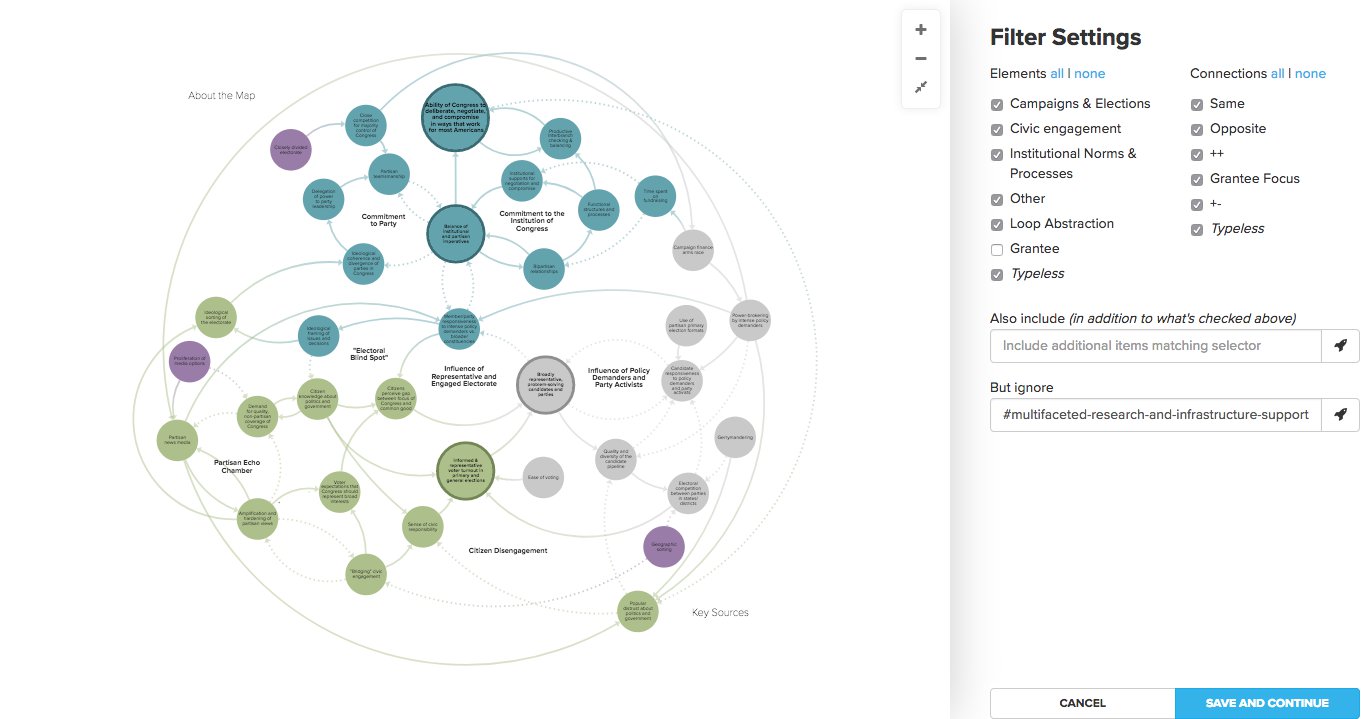 About the Map
Ability of Congress to
deliberate, negotiate,
and compromise
in ways that work
for most Americans
Close
competition
for majority
control of
Congress
Closely divided
electorate
Productive
interbranch
checking &
balancing
Partisan
teamsmanship
Institutional
supports for
negotiation and
compromise
Delegation
of power
to party
leadership
Time spent
on
fundraising
Functional
structures and
processes
Commitment
to Party
Commitment to the
Institution of
Congress
Balance of
institutional
and partisan
imperatives
Campaign finance
arms race
Ideological
coherence and
divergence of
parties in
Congress
Bipartisan
relationships
Ideological
sorting of
the electorate
Member/party
responsiveness
to intense policy
demanders vs.
broader
constituencies
Ideological
framing of
issues and
decisions
Use of
partisan primary
election formats
Power-brokering
by intense policy
demanders
Proliferation of
media options
"Electoral
Blind Spot"
Influence of
Representative and
Engaged Electorate
Broadly
representative,
problem-solving
candidates and
parties
Influence of Policy
Demanders and
Party Activists
Candidate
responsiveness
to policy
demanders
and party
activists
Citizen
knowledge about
politics and
government
Citizens
perceive gap
between focus of
Congress and
common good
Demand
for quality,
non-partisan
coverage of
Congress
Partisan
news media
Gerrymandering
Partisan Echo
Chamber
Informed &
representative
voter turnout in
primary and
general elections
Ease of voting
Quality and
diversity of the
candidate
pipeline
Voter
expectations that
Congress should
represent broad
interests
Electoral
competition
between parties
in states/
districts
Amplification and
hardening of
partisan views
Sense of civic
responsibility
Citizen Disengagement
Geographic
sorting
"Bridging" civic
engagement
Popular
distrust about
politics and
government
Key Sources
Filter Settings
Elements all | none
Campaigns & Elections
Civic engagement
Institutional Norms &
Processes
Other
Loop Abstraction
Grantee
Typeless
Connections all | none
Same
Opposite
++
Grantee Focus
+-
Typeless
Also include (in addition to what's checked above)
Include additional items matching selector
But ignore
#multifaceted-research-and-infrastructure-support
CANCEL
SAVE AND CONTINUE